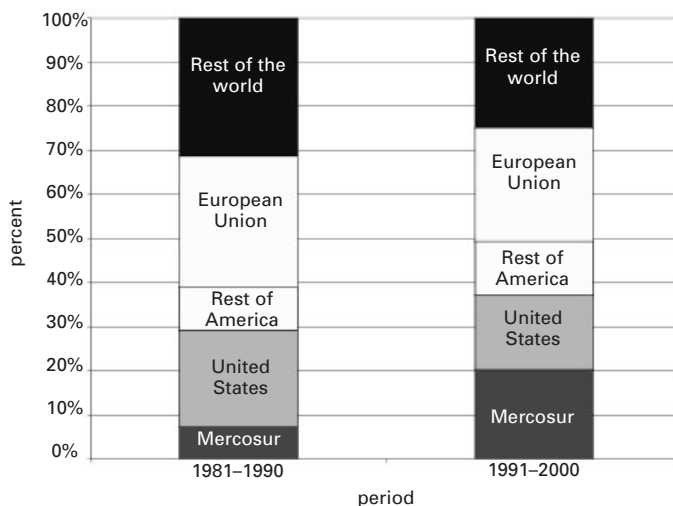 100%
90%
80%
70%
60%
50%
40%
30%
20%
10%
0%
percent
Rest of the
world
European
Union
Rest of
America
United
States
Mercosur
Rest of the
world
European
Union
Rest of
America
United
States
Mercosur
1981–1990
1991–2000
period